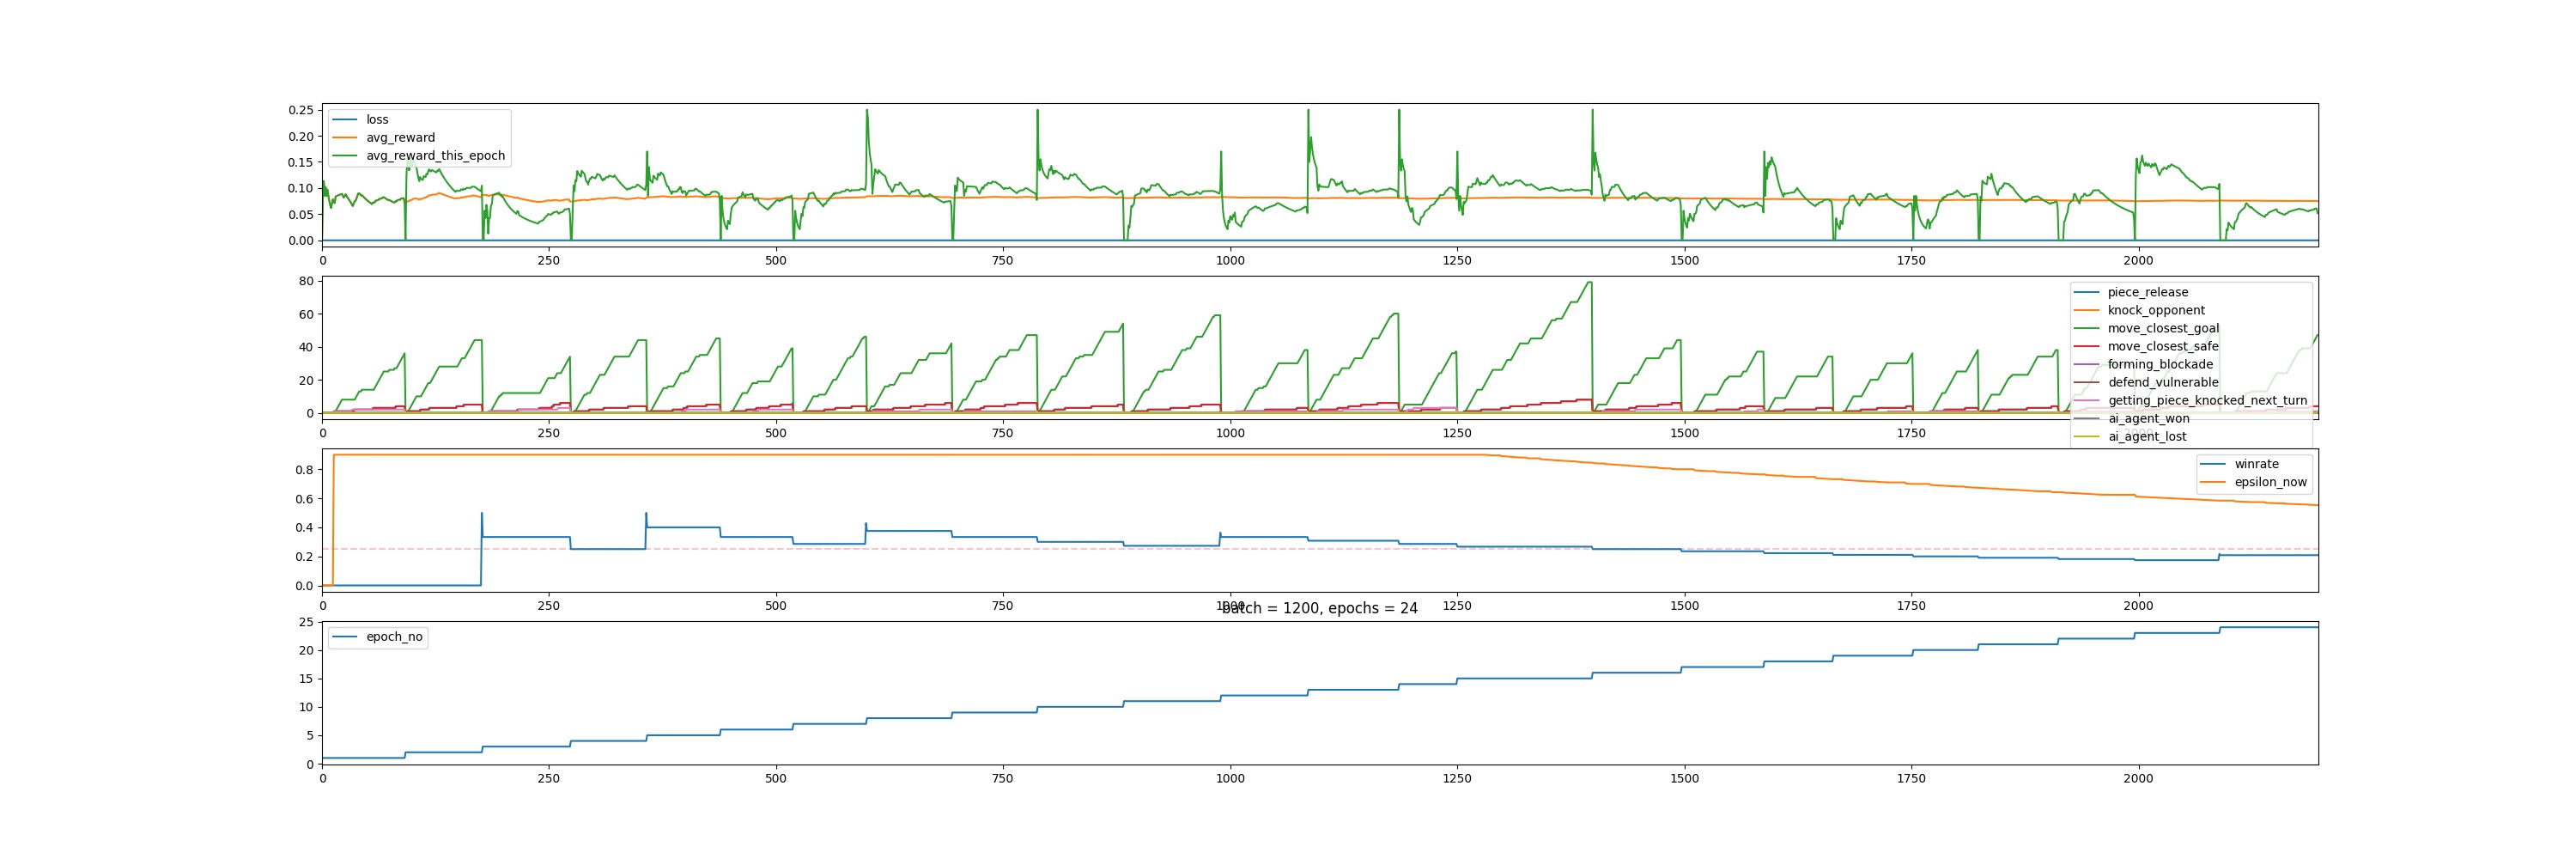 0.25
0.20
0.15
0.10
0.05
0.00
loss
avg_reward
avg_reward_this_epoch
0 250 500 750 1000 1250 1500 1750 2000
80
60
40
20
0
piece_release
knock_opponent
move_closest_goal
move_closest_safe
forming_blockade
defend_vulnerable
getting_piece_knocked_next_turn
ai_agent_won
ai_agent_lost
0 250 500 750 1000 1250 1500 1750 2000
0.8
0.6
0.4
0.2
0.0
winrate
epsilon_now
0 250 500 750 1000 1250 1500 1750 2000
batch = 1200, epochs = 24
25
20
15
10
5
0
epoch_no
0 250 500 750 1000 1250 1500 1750 2000